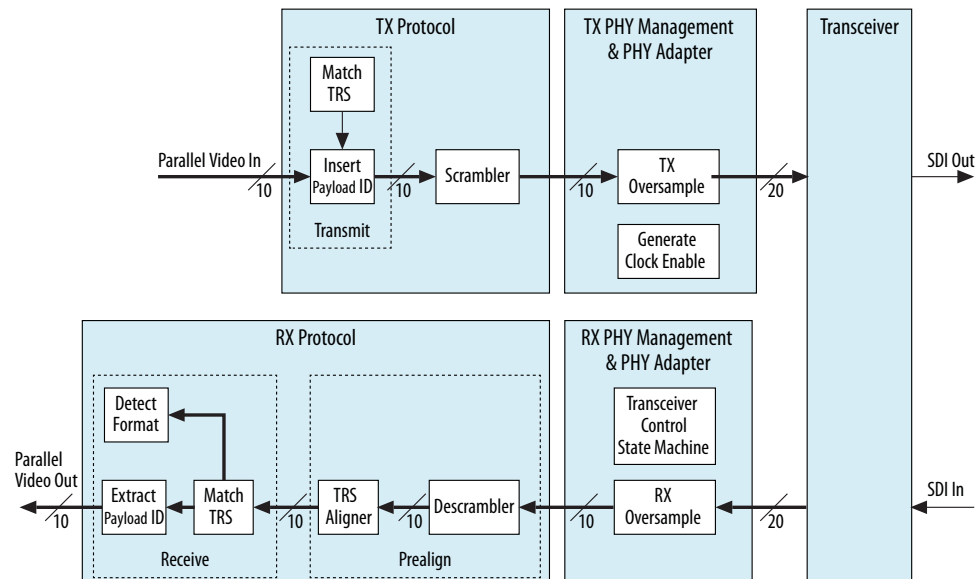 TX Protocol
TX PHY Management
& PHY Adapter
Transceiver
Match
TRS
Parallel Video In
10
Insert
Payload ID
10
Scrambler
10
TX
Oversample
20
SDI Out
Transmit
Generate
Clock Enable
RX Protocol
RX PHY Management
& PHY Adapter
Detect
Format
Transceiver
Control
State Machine
Parallel
Video Out
10
Extract
Payload ID
Match
TRS
10
TRS
Aligner
10
Descrambler
10
RX
Oversample
20
SDI In
Receive
Prealign